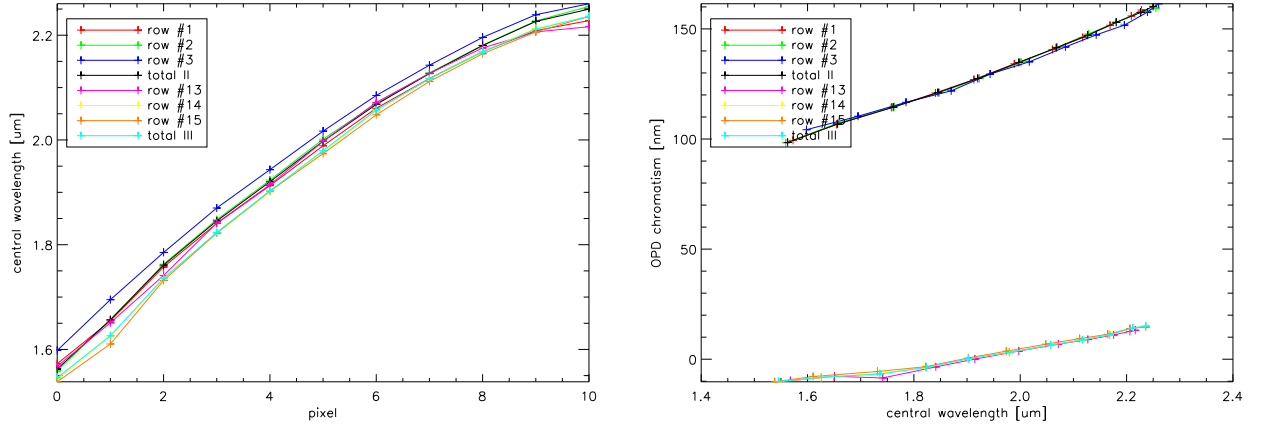 row #1
row #2
row #3
total II
row #13
row #14
row #15
total III
2.2
2.0
1.8
1.6
central wavelength [um]
0 2 4 6 8 10
pixel
row #1
row #2
row #3
total II
row #13
row #14
row #15
total III
150
100
50
0
OPD chromatism [nm]
1.4 1.6 1.8 2.0 2.2 2.4
central wavelength [um]